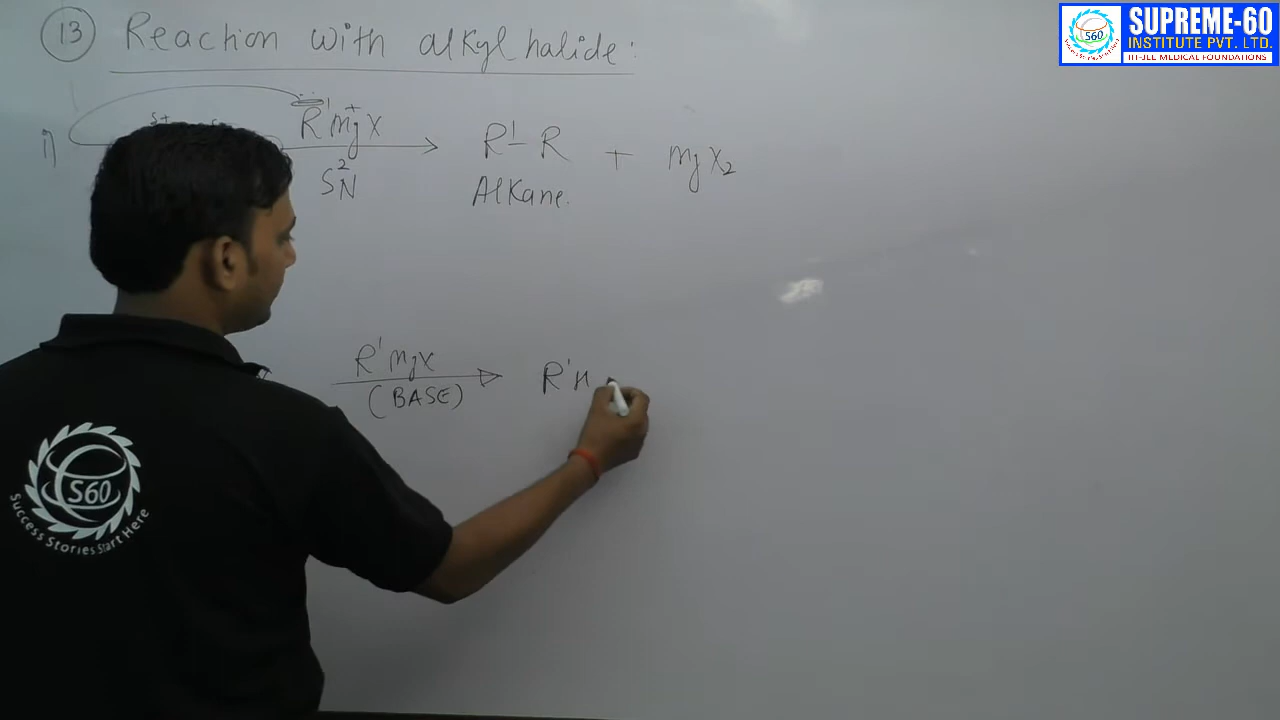 SUPREME-60
INSTITUTE PVT. LTD.
IIT-JEE MEDICAL FOUNDATIONS
S60
13 Reaction with alkyl halide:
δ+
i) R'MgX
SN2
R'-R + MgX2
Alkane.
R'MgX
(BASE)
R'H
S60
Success Stories Start Here